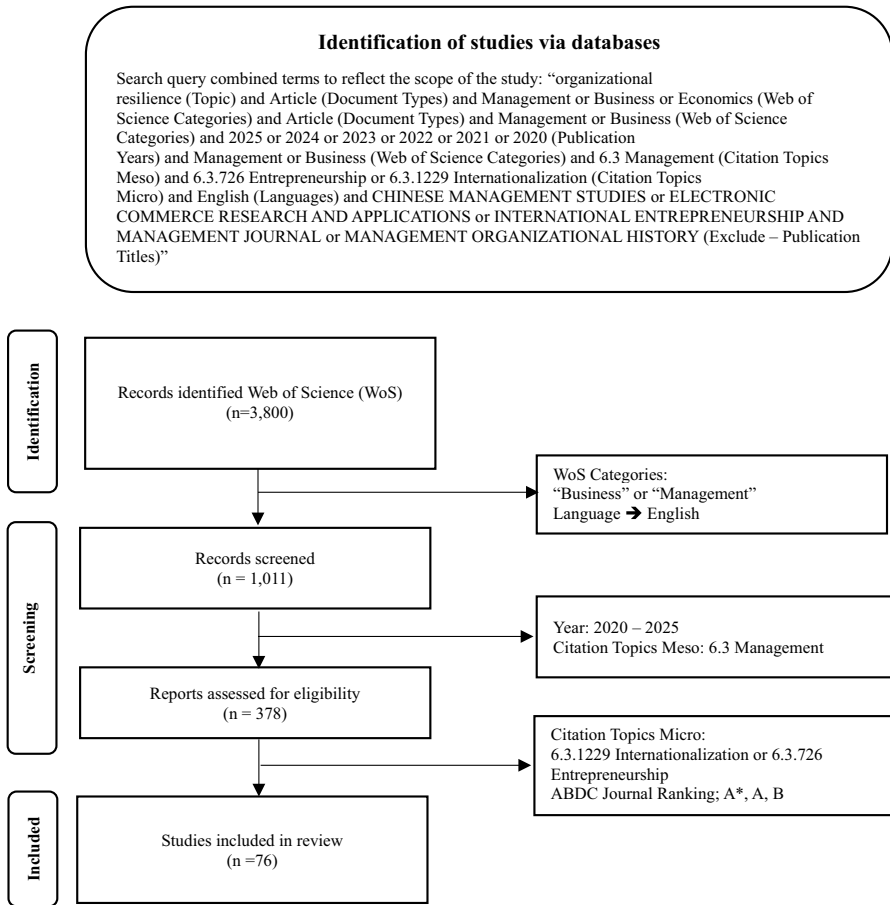 Identification of studies via databases
Search query combined terms to reflect the scope of the study: “organizational
resilience (Topic) and Article (Document Types) and Management or Business or Economics (Web of
Science Categories) and Article (Document Types) and Management or Business (Web of Science
Categories) and 2025 or 2024 or 2023 or 2022 or 2021 or 2020 (Publication
Years) and Management or Business (Web of Science Categories) and 6.3 Management (Citation Topics
Meso) and 6.3.726 Entrepreneurship or 6.3.1229 Internationalization (Citation Topics
Micro) and English (Languages) and CHINESE MANAGEMENT STUDIES or ELECTRONIC
COMMERCE RESEARCH AND APPLICATIONS or INTERNATIONAL ENTREPRENEURSHIP AND
MANAGEMENT JOURNAL or MANAGEMENT ORGANIZATIONAL HISTORY (Exclude – Publication
Titles)”
Identification
Records identified Web of Science (WoS)
(n=3,800)
WoS Categories:
“Business” or “Management”
Language ➔ English
Screening
Records screened
(n = 1,011)
Year: 2020 – 2025
Citation Topics Meso: 6.3 Management
Reports assessed for eligibility
(n = 378)
Citation Topics Micro:
6.3.1229 Internationalization or 6.3.726
Entrepreneurship
ABDC Journal Ranking; A*, A, B
Included
Studies included in review
(n =76)